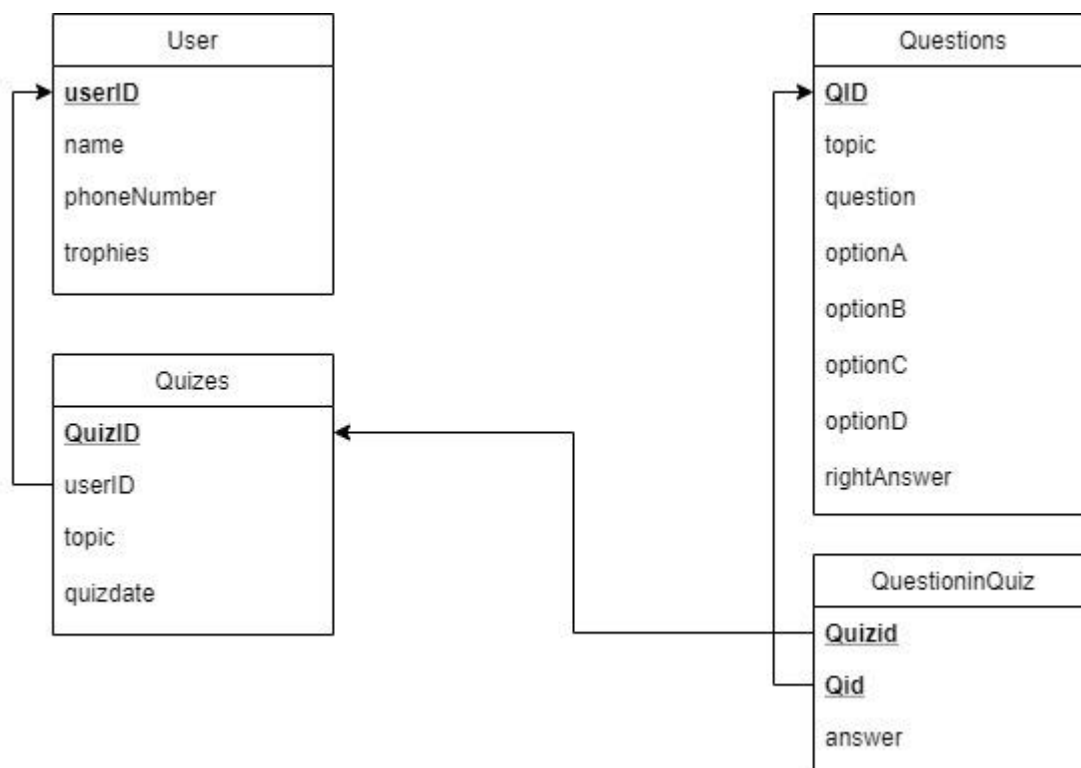 User
userID
name
phoneNumber
trophies
Quizes
QuizID
userID
topic
quizdate
Questions
QID
topic
question
optionA
optionB
optionC
optionD
rightAnswer
QuestioninQuiz
Quizid
Qid
answer